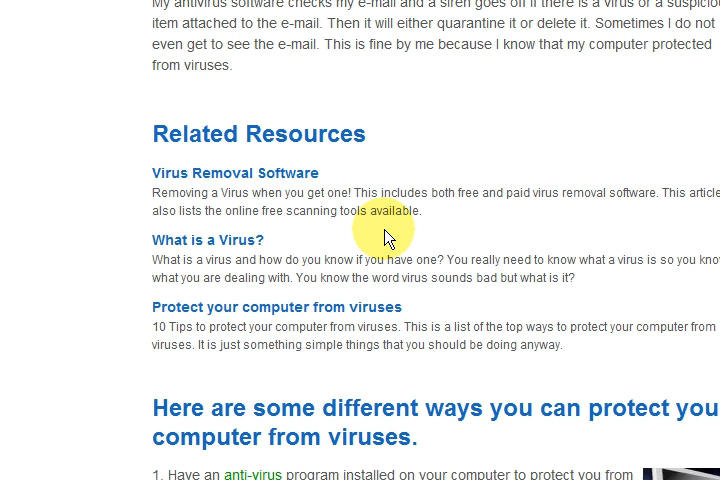 My antivirus software checks my e-mail and a siren goes off if there is a virus or a
item attached to the e-mail. Then it will either quarantine it or delete it. Sometimes I do not
even get to see the e-mail. This is fine by me because I know that my computer protected
from viruses.
Related Resources
Virus Removal Software
Removing a Virus when you get one! This includes both free and paid virus removal software. This article
also lists the online free scanning tools available.
What is a Virus?
What is a virus and how do you know if you have one? You really need to know what a virus is so you
what you are dealing with. You know the word virus sounds bad but what is it?
Protect your computer from viruses
10 Tips to protect your computer from viruses. This is a list of the top ways to protect your computer from
viruses. It is just something simple things that you should be doing anyway.
Here are some different ways you can protect
computer from viruses.
1. Have an anti-virus program installed on your computer to protect you from